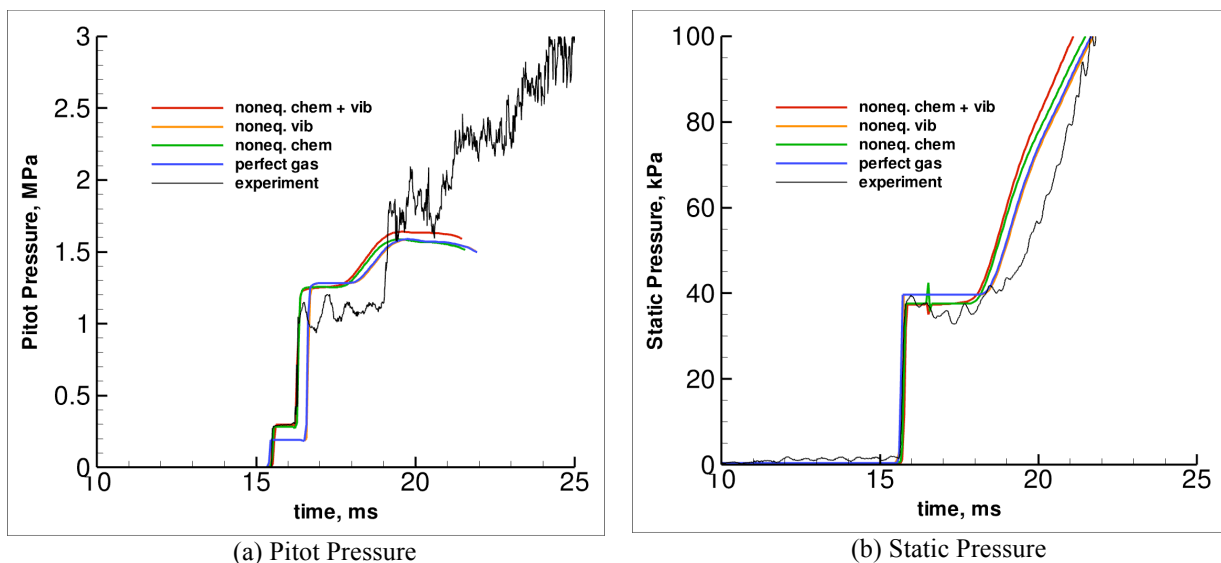 3
2.5
2
1.5
1
0.5
0
10
15
20
25
Pitot Pressure, MPa
time, ms
noneq. chem + vib
noneq. vib
noneq. chem
perfect gas
experiment
(a) Pitot Pressure
100
80
60
40
20
0
10
15
20
25
Static Pressure, kPa
time, ms
noneq. chem + vib
noneq. vib
noneq. chem
perfect gas
experiment
(b) Static Pressure